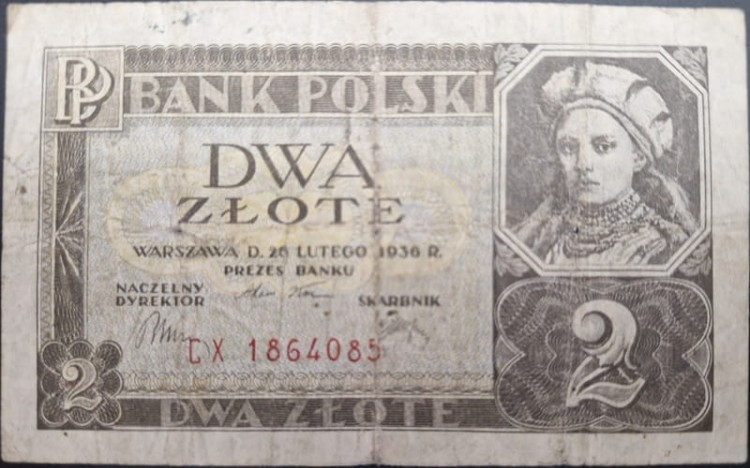 BP BANK POLSKI
DWA
ZŁOTE
WARSZAWA D. 26 LUTEGO 1936 R.
PREZES BANKU
NACZELNY
DYREKTOR
SKARBNIK
1864085
2
2
DWA ZŁOTE